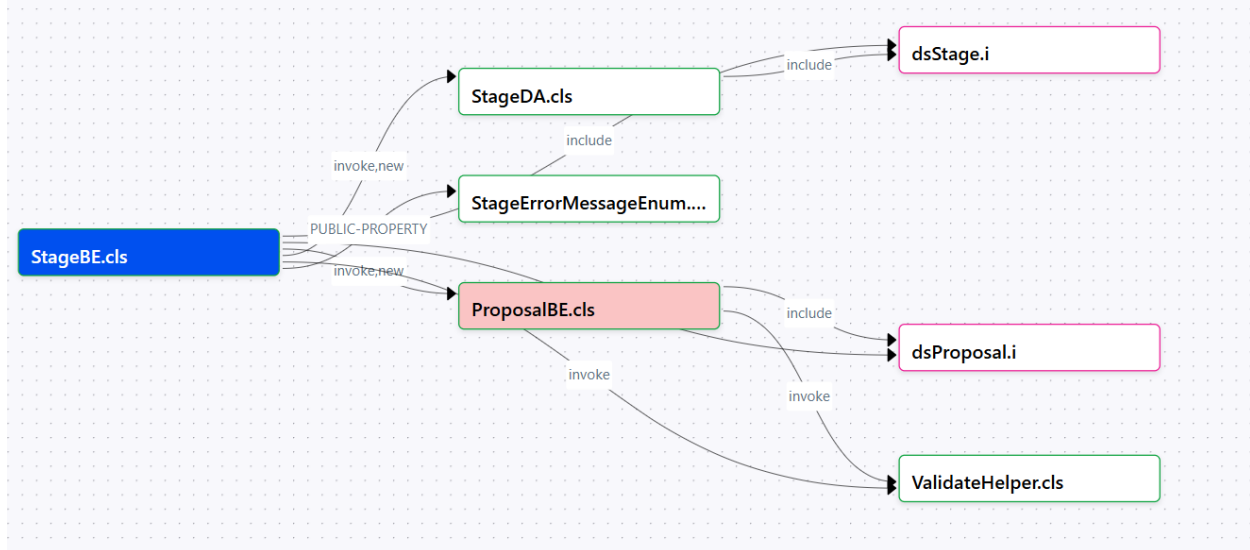 dsStage.i
include
StageDA.cls
include
invoke,new
StageErrorMessageEnum....
PUBLIC-PROPERTY
StageBE.cls
invoke,new
ProposalBE.cls
include
dsProposal.i
invoke
invoke
ValidateHelper.cls